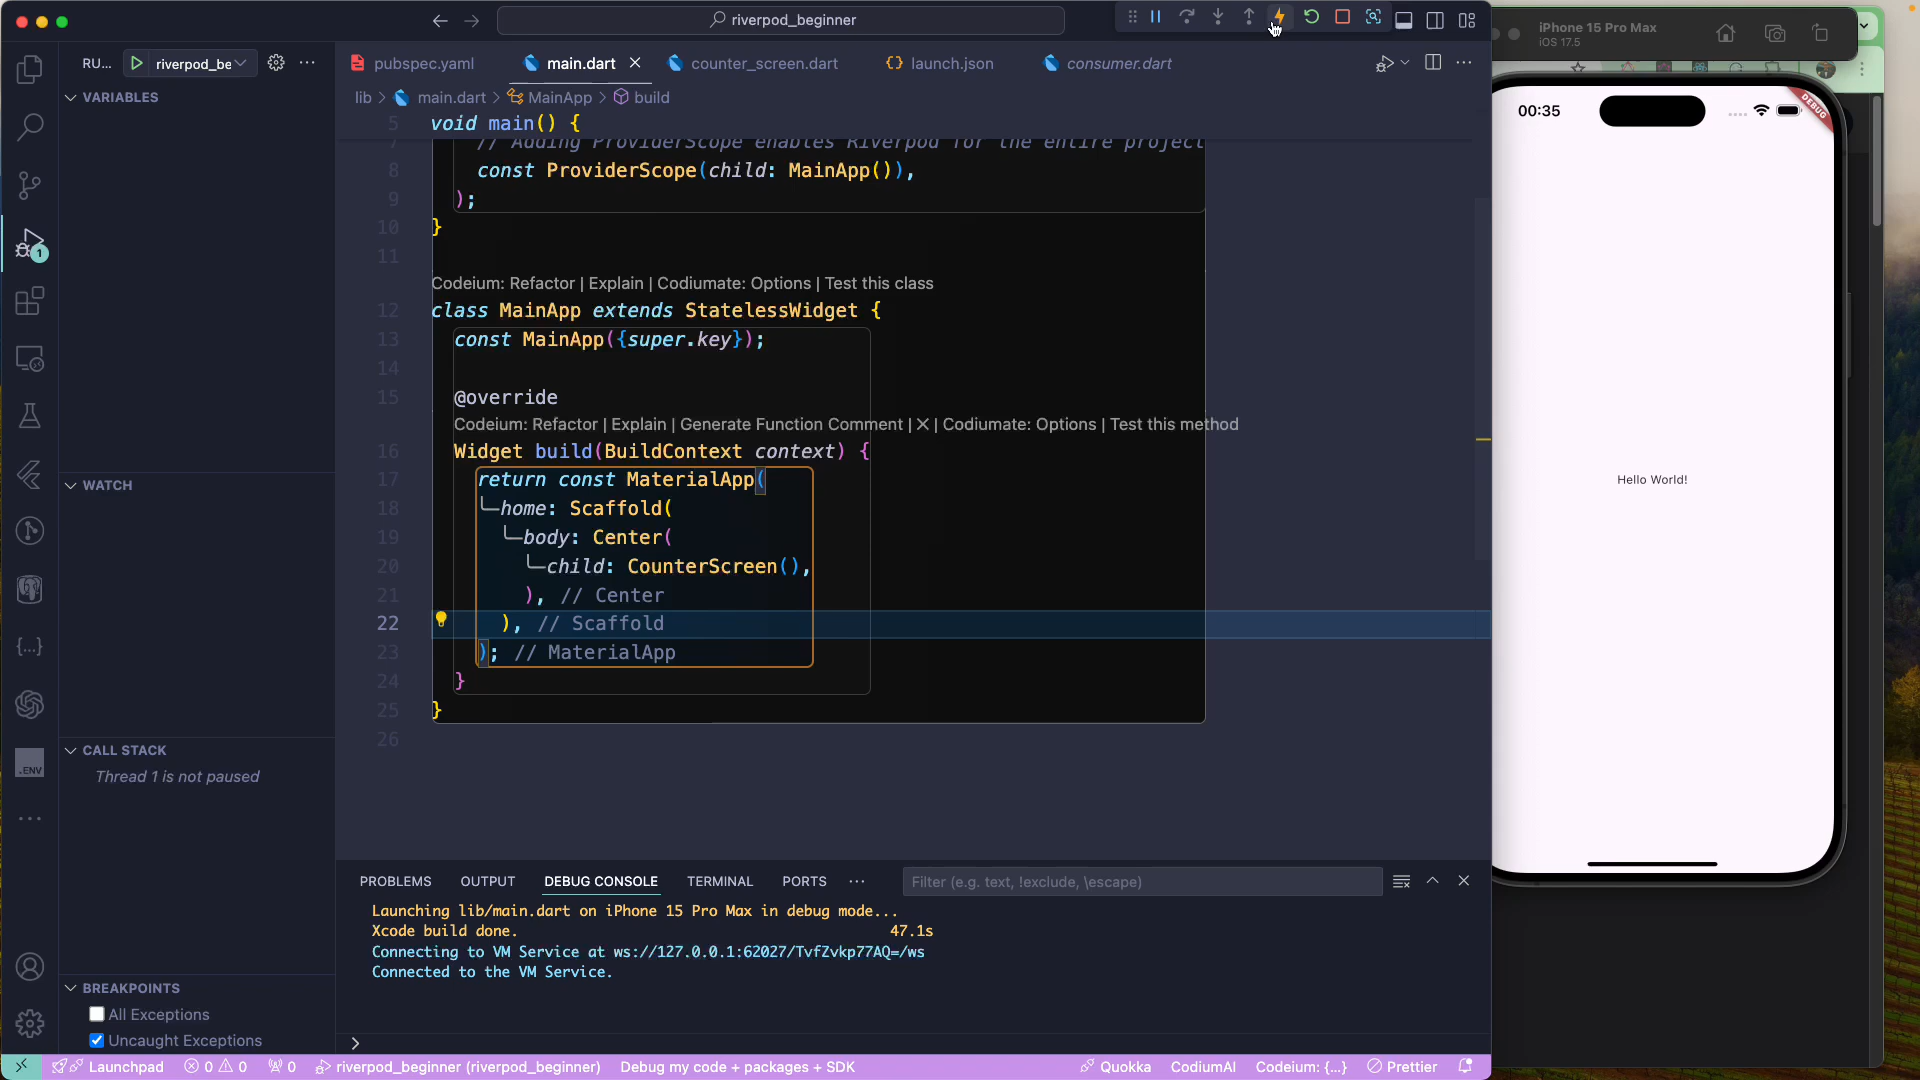 riverpod_beginner
iPhone 15 Pro Max
iOS 17.5
RU...
riverpod_be
pubspec.yaml
main.dart
counter_screen.dart
{} launch.json
consumer.dart
lib > main.dart > MainApp > build
VARIABLES
WATCH
CALL STACK
Thread 1 is not paused
BREAKPOINTS
All Exceptions
Uncaught Exceptions
1
.ENV
5 void main() {
7 // Adding ProviderScope enables Riverpod for the entire project
8 const ProviderScope(child: MainApp()),
9 );
10 }
11
Codeium: Refactor | Explain | Codiumate: Options | Test this class
12 class MainApp extends StatelessWidget {
13 const MainApp({super.key});
14
15 @override
Codeium: Refactor | Explain | Generate Function Comment | X | Codiumate: Options | Test this method
16 Widget build(BuildContext context) {
17 return const MaterialApp(
18 home: Scaffold(
19 body: Center(
20 child: CounterScreen(),
21 ), // Center
22 ), // Scaffold
23 ); // MaterialApp
24 }
25 }
26
PROBLEMS OUTPUT DEBUG CONSOLE TERMINAL PORTS
Filter (e.g. text, !exclude, \escape)
Launching lib/main.dart on iPhone 15 Pro Max in debug mode...
Xcode build done. 47.1s
Connecting to VM Service at ws://127.0.0.1:62027/TvfZvkp77AQ=/ws
Connected to the VM Service.
00:35
DEBUG
Hello World!
Launchpad 0 0 0 riverpod_beginner (riverpod_beginner) Debug my code + packages + SDK
Quokka CodiumAI Codeium: {...} Prettier